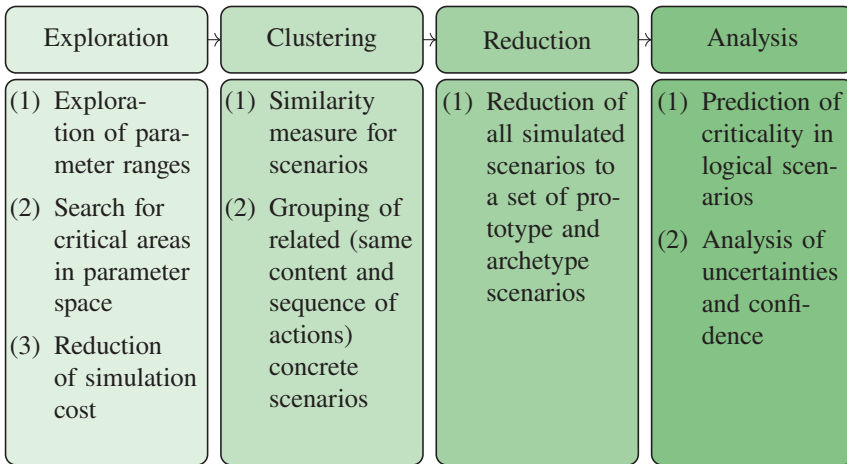 Exploration
Clustering
Reduction
Analysis
(1) Explora-
tion of para-
meter ranges
(2) Search for
critical areas
in parameter
space
(3) Reduction
of simulation
cost
(1) Similarity
measure for
scenarios
(2) Grouping of
related (same
content and
sequence of
actions)
concrete
scenarios
(1) Reduction of
all simulated
scenarios to
a set of pro-
totype and
archetype
scenarios
(1) Prediction of
criticality in
logical scen-
arios
(2) Analysis of
uncertainties
and confi-
dence